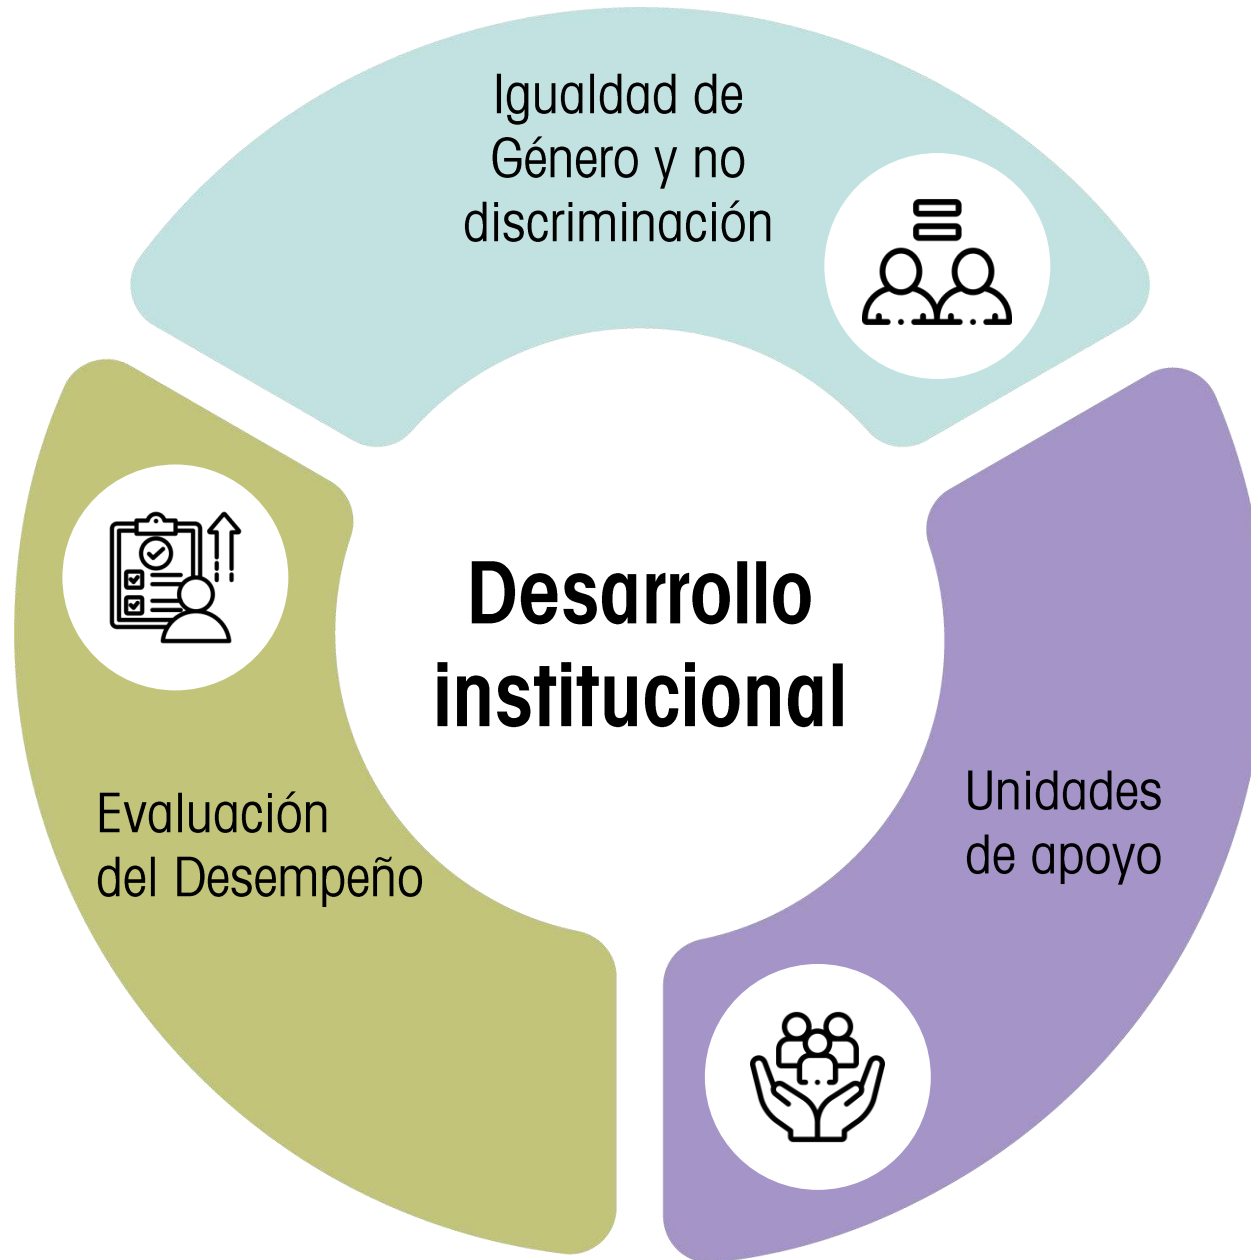 Igualdad de
Género y no
discriminación
Desarrollo
institucional
Unidades
de apoyo
Evaluación
del Desempeño